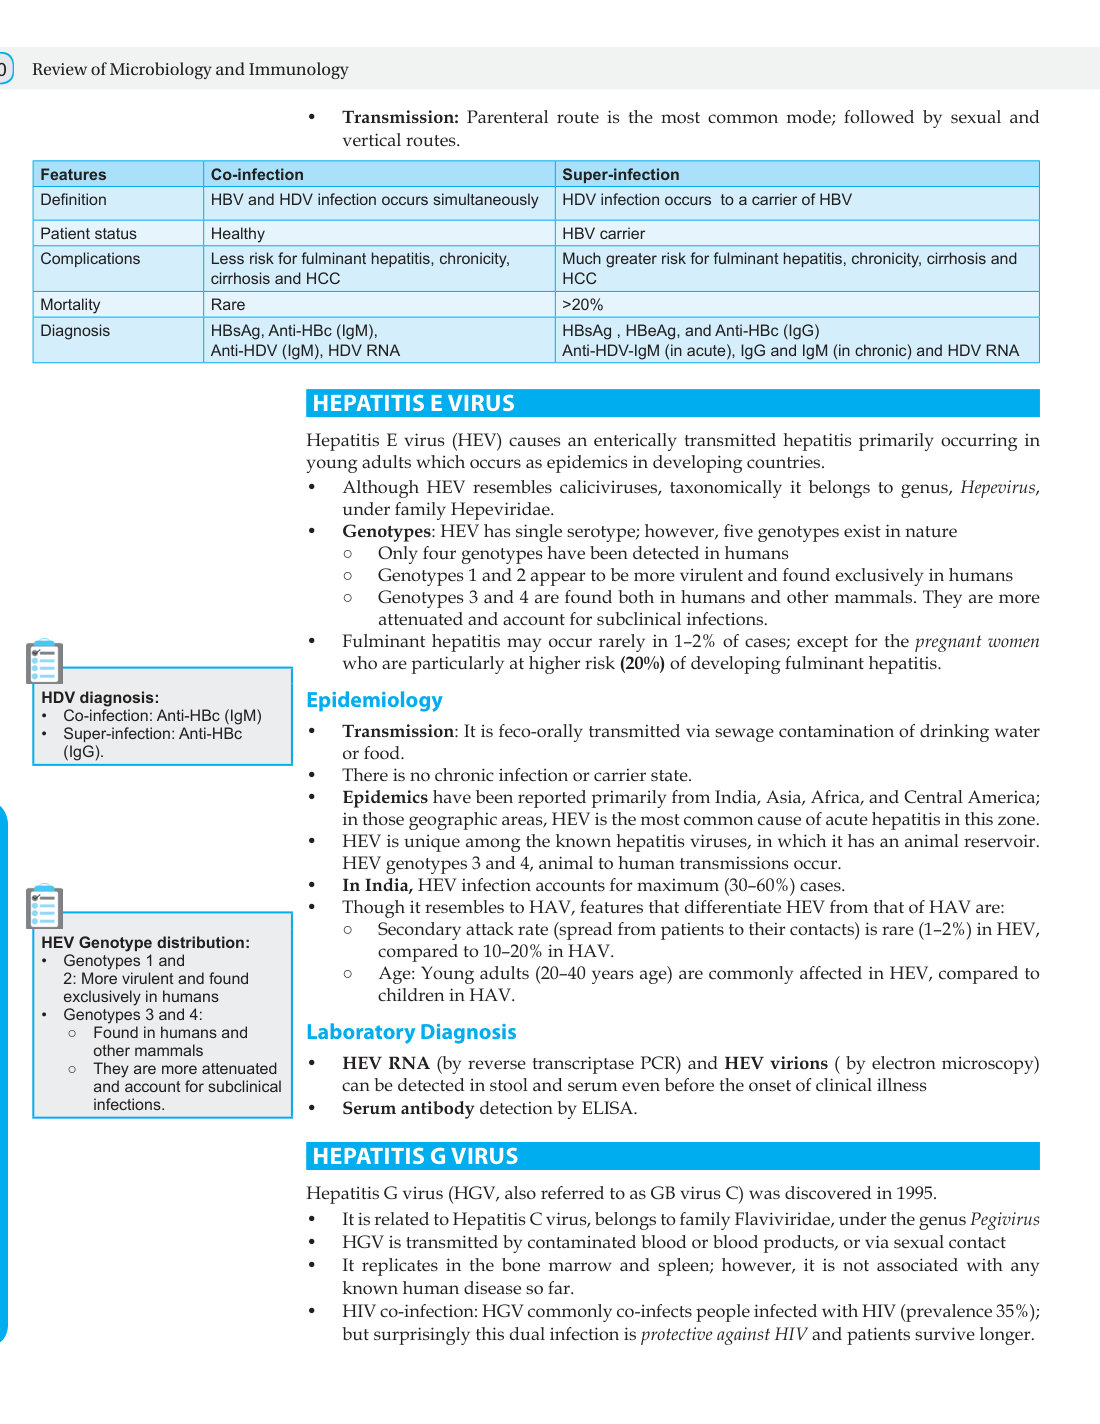 0 Review of Microbiology and Immunology
• Transmission: Parenteral route is the most common mode; followed by sexual and
vertical routes.
Features Co-infection Super-infection
Definition HBV and HDV infection occurs simultaneously HDV infection occurs to a carrier of HBV
Patient status Healthy HBV carrier
Complications Less risk for fulminant hepatitis, chronicity, Much greater risk for fulminant hepatitis, chronicity, cirrhosis and
cirrhosis and HCC HCC
Mortality Rare >20%
Diagnosis HBsAg, Anti-HBc (IgM), HBsAg , HBeAg, and Anti-HBc (IgG)
Anti-HDV (IgM), HDV RNA Anti-HDV-IgM (in acute), IgG and IgM (in chronic) and HDV RNA
HEPATITIS E VIRUS
Hepatitis E virus (HEV) causes an enterically transmitted hepatitis primarily occurring in
young adults which occurs as epidemics in developing countries.
• Although HEV resembles caliciviruses, taxonomically it belongs to genus, Hepevirus,
under family Hepeviridae.
• Genotypes: HEV has single serotype; however, five genotypes exist in nature
○ Only four genotypes have been detected in humans
○ Genotypes 1 and 2 appear to be more virulent and found exclusively in humans
○ Genotypes 3 and 4 are found both in humans and other mammals. They are more
attenuated and account for subclinical infections.
• Fulminant hepatitis may occur rarely in 1–2% of cases; except for the pregnant women
who are particularly at higher risk (20%) of developing fulminant hepatitis.
HDV diagnosis:
• Co-infection: Anti-HBc (IgM)
• Super-infection: Anti-HBc
(IgG).
Epidemiology
• Transmission: It is feco-orally transmitted via sewage contamination of drinking water
or food.
• There is no chronic infection or carrier state.
• Epidemics have been reported primarily from India, Asia, Africa, and Central America;
in those geographic areas, HEV is the most common cause of acute hepatitis in this zone.
• HEV is unique among the known hepatitis viruses, in which it has an animal reservoir.
HEV genotypes 3 and 4, animal to human transmissions occur.
• In India, HEV infection accounts for maximum (30–60%) cases.
• Though it resembles to HAV, features that differentiate HEV from that of HAV are:
○ Secondary attack rate (spread from patients to their contacts) is rare (1–2%) in HEV,
compared to 10–20% in HAV.
○ Age: Young adults (20–40 years age) are commonly affected in HEV, compared to
children in HAV.
HEV Genotype distribution:
• Genotypes 1 and
2: More virulent and found
exclusively in humans
• Genotypes 3 and 4:
○ Found in humans and
other mammals
○ They are more attenuated
and account for subclinical
infections.
Laboratory Diagnosis
• HEV RNA (by reverse transcriptase PCR) and HEV virions ( by electron microscopy)
can be detected in stool and serum even before the onset of clinical illness
• Serum antibody detection by ELISA.
HEPATITIS G VIRUS
Hepatitis G virus (HGV, also referred to as GB virus C) was discovered in 1995.
• It is related to Hepatitis C virus, belongs to family Flaviviridae, under the genus Pegivirus
• HGV is transmitted by contaminated blood or blood products, or via sexual contact
• It replicates in the bone marrow and spleen; however, it is not associated with any
known human disease so far.
• HIV co-infection: HGV commonly co-infects people infected with HIV (prevalence 35%);
but surprisingly this dual infection is protective against HIV and patients survive longer.